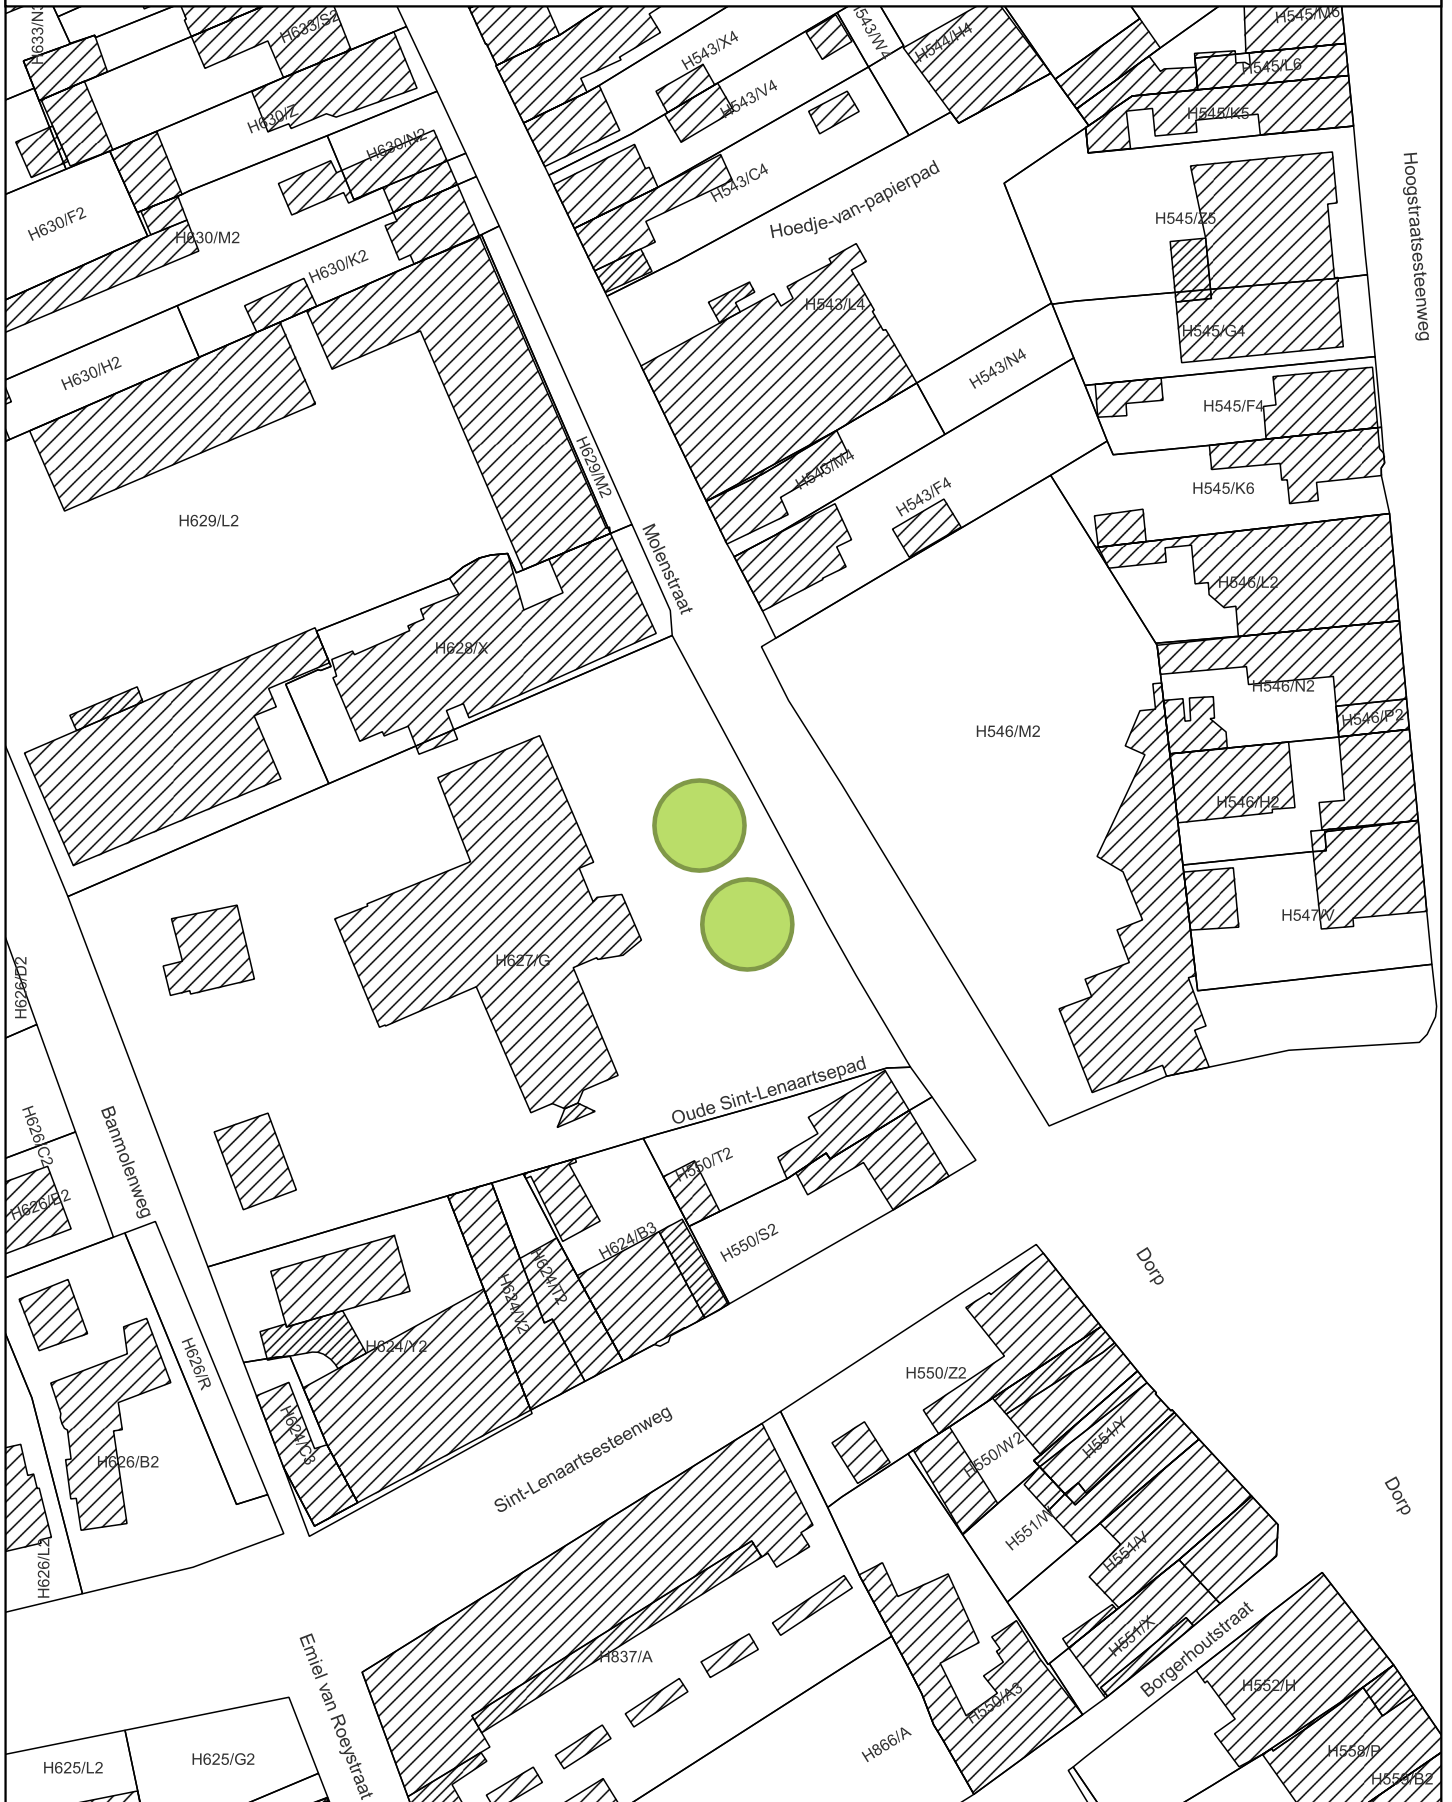 H633/S2
H543/X4
H543/W4
H544/H4
H545/M6
H545/L6
H543/V4
H545/K5
H630/Z
H630/N2
H543/C4
Hoedje-van-papierpad
Hoogstraatsesteenweg
H630/F2
H630/M2
H545/Z5
H630/K2
H543/L4
H545/G4
H630/H2
H543/N4
H545/F4
H629/M2
H543/M4
H543/F4
H545/K6
H629/L2
Molenstraat
H546/L2
H628/X
H546/N2
H546/P2
H546/M2
H546/H2
H547/V
H627/G
H626/D2
Oude Sint-Lenaartsepad
H626/C2
Banmolenweg
H550/T2
H626/E2
H624/B3
H550/S2
Dorp
H624/T2
H624/V2
H624/Y2
H626/R
H550/Z2
H624/C3
Sint-Lenaartsesteenweg
H551/Y
H550/W2
H626/B2
Dorp
H551/V
H626/L2
H551/X
Borgerhoutstraat
H837/A
H552/H
H550/A3
Emiel van Roeystraat
H866/A
H625/G2
H625/L2
H558/P
H559/B2